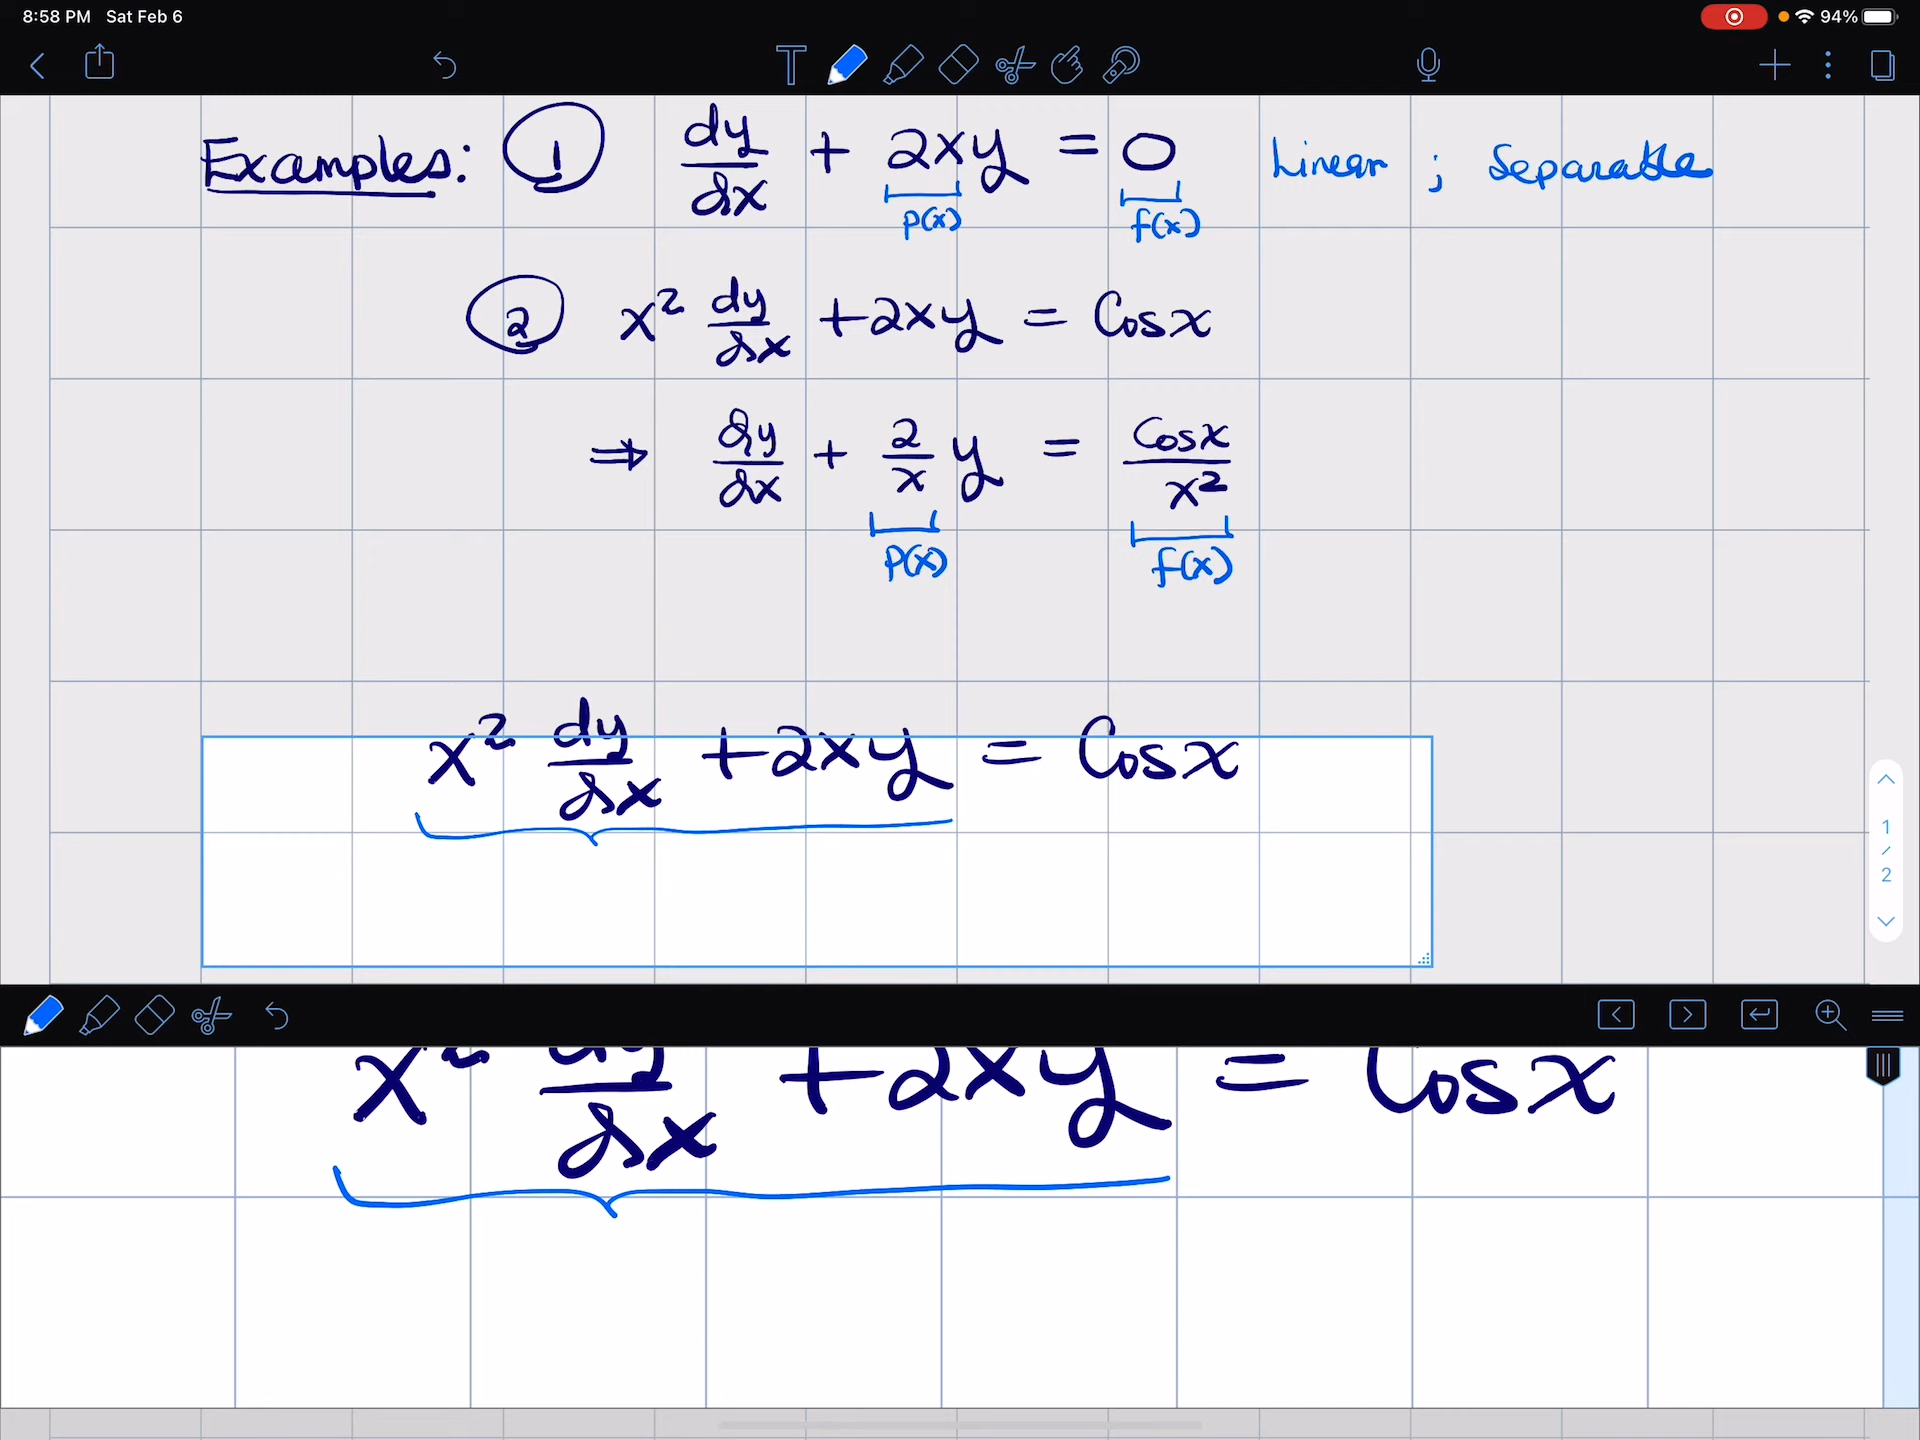 8:58 PM Sat Feb 6 94%
Examples: ① dy/dx + 2xy = 0 Linear ; Separable
P(x) f(x)
② x² dy/dx + 2xy = Cosx
⇒ dy/dx + 2/x y = Cosx/x²
P(x) f(x)
x² dy/dx + 2xy = Cosx
1
/
2
x² dy/dx + 2xy = Cosx